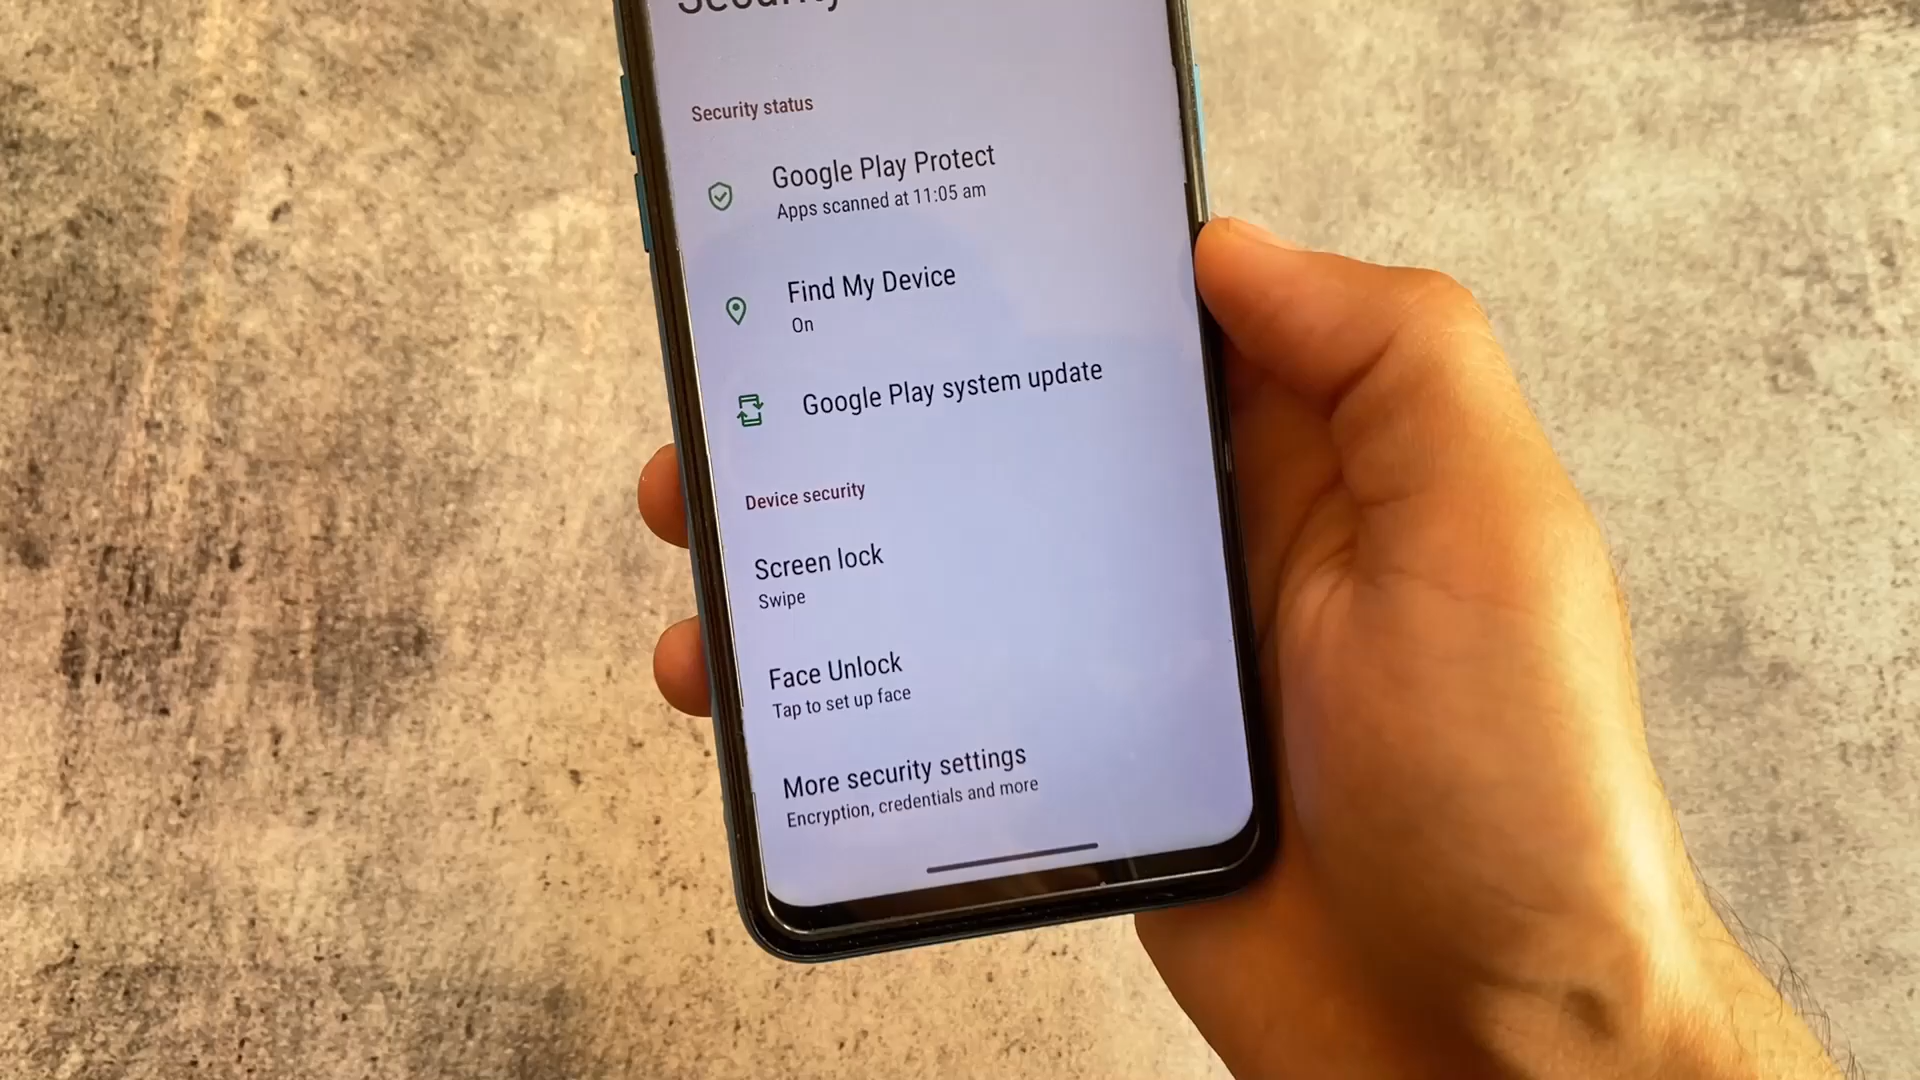 Security
Security status
Google Play Protect
Apps scanned at 11:05 am
Find My Device
On
Google Play system update
Device security
Screen lock
Swipe
Face Unlock
Tap to set up face
More security settings
Encryption, credentials and more